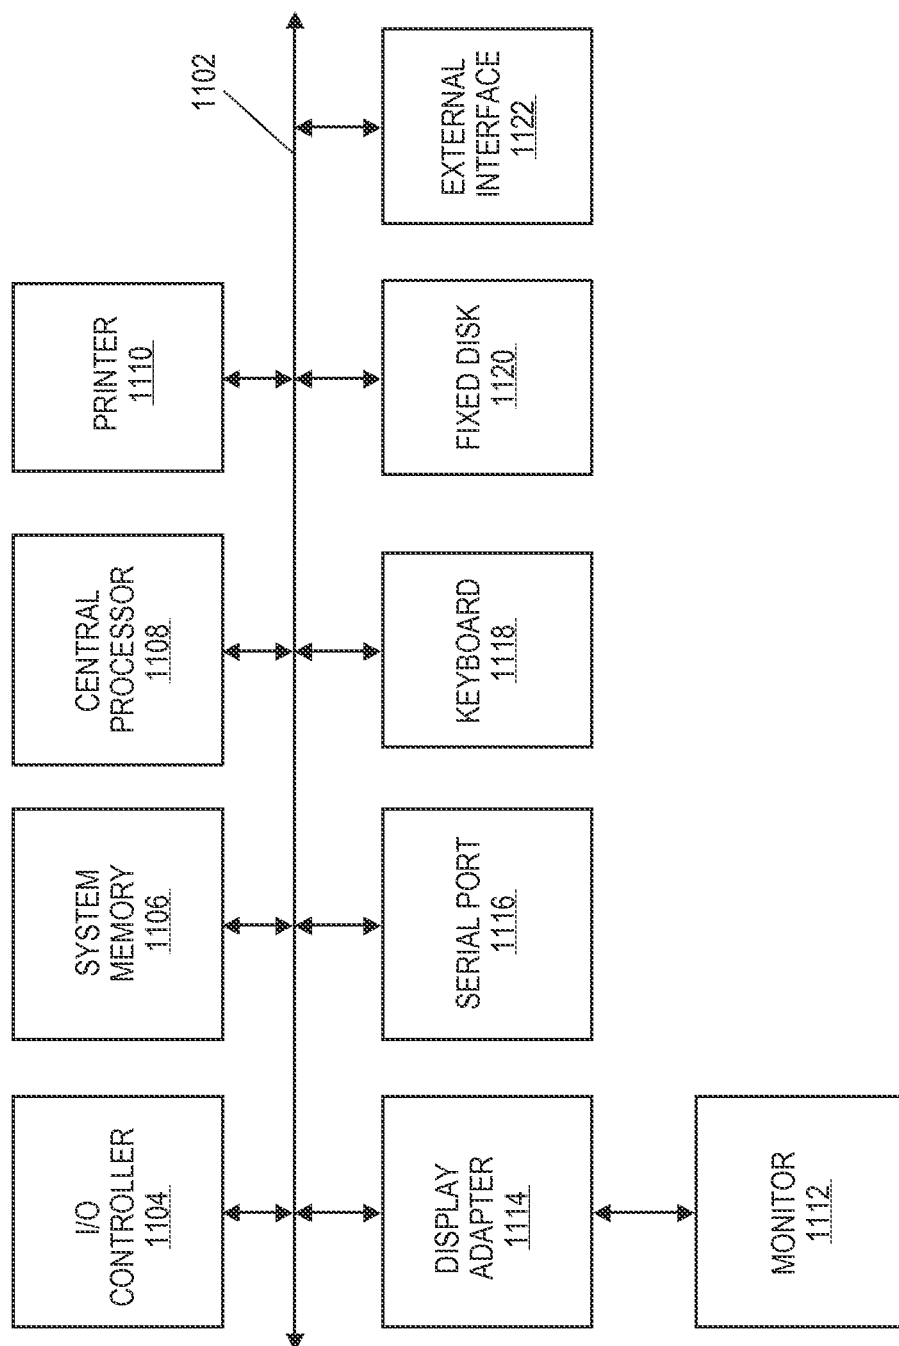 I/O
CONTROLLER
1104
SYSTEM
MEMORY
1106
CENTRAL
PROCESSOR
1108
PRINTER
1110
1102
DISPLAY
ADAPTER
1114
SERIAL PORT
1116
KEYBOARD
1118
FIXED DISK
1120
EXTERNAL
INTERFACE
1122
MONITOR
1112